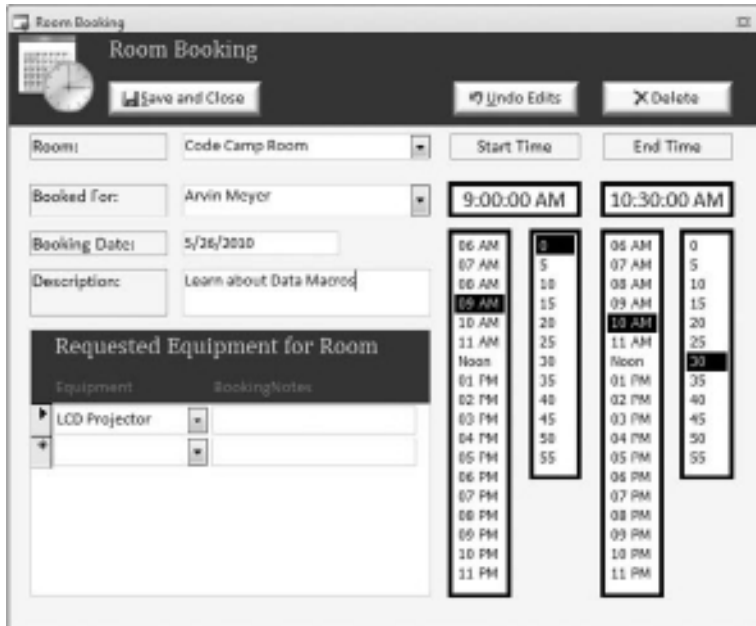 Room Booking
Room Booking
Save and Close
Undo Edits
Delete
Room:
Code Camp Room
Start Time
End Time
Booked For:
Arvin Meyer
9:00:00 AM
10:30:00 AM
Booking Date:
5/26/2010
Description:
Learn about Data Macros
06 AM
07 AM
08 AM
09 AM
10 AM
11 AM
Noon
01 PM
02 PM
03 PM
04 PM
05 PM
06 PM
07 PM
08 PM
09 PM
10 PM
11 PM
0
5
10
15
20
25
30
35
40
45
50
55
06 AM
07 AM
08 AM
09 AM
10 AM
11 AM
Noon
01 PM
02 PM
03 PM
04 PM
05 PM
06 PM
07 PM
08 PM
09 PM
10 PM
11 PM
0
5
10
15
20
25
30
35
40
45
50
55
Requested Equipment for Room
Equipment
BookingNotes
LCD Projector